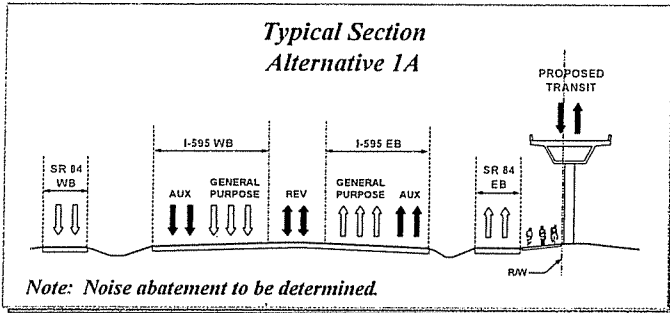 Typical Section
Alternative 1A
PROPOSED
TRANSIT
I-595 WB
I-595 EB
SR 84
WB
GENERAL
PURPOSE
AUX
REV
GENERAL
PURPOSE
AUX
SR 84
EB
R/W
Note: Noise abatement to be determined.